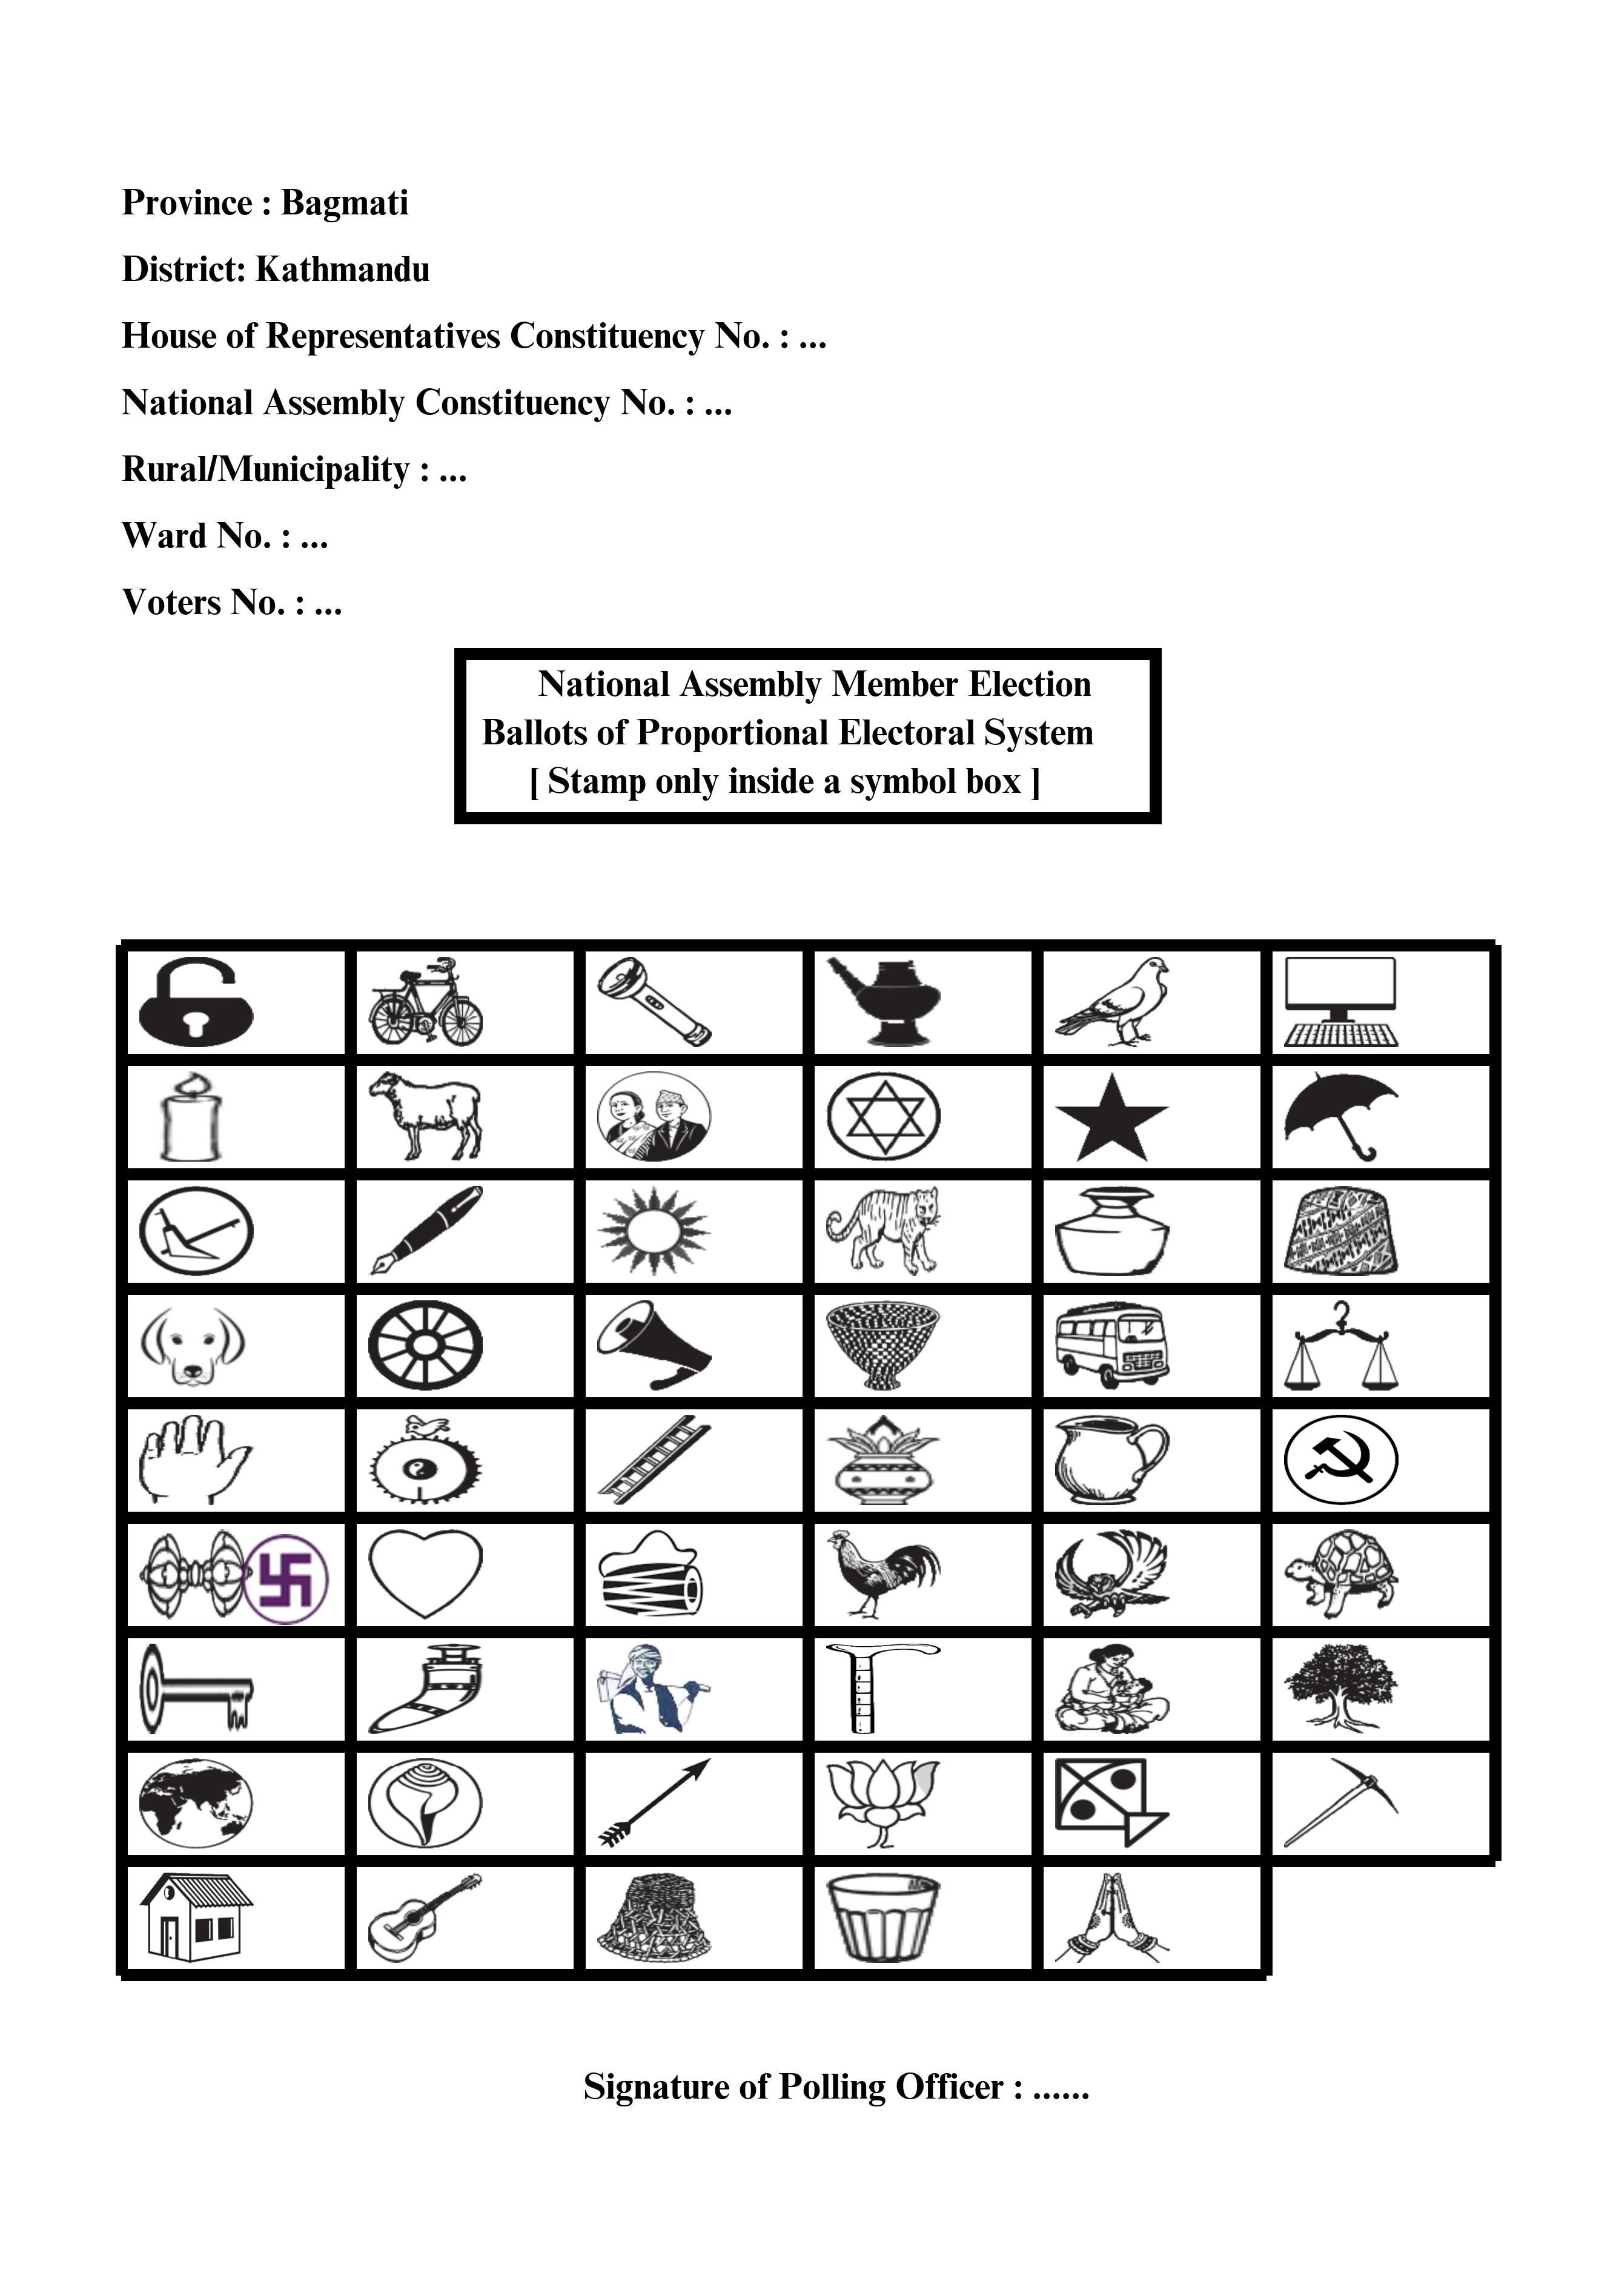 Province : Bagmati
District: Kathmandu
House of Representatives Constituency No. : ...
National Assembly Constituency No. : ...
Rural/Municipality : ...
Ward No. : ...
Voters No. : ...
National Assembly Member Election
Ballots of Proportional Electoral System
[ Stamp only inside a symbol box ]
Signature of Polling Officer : ......